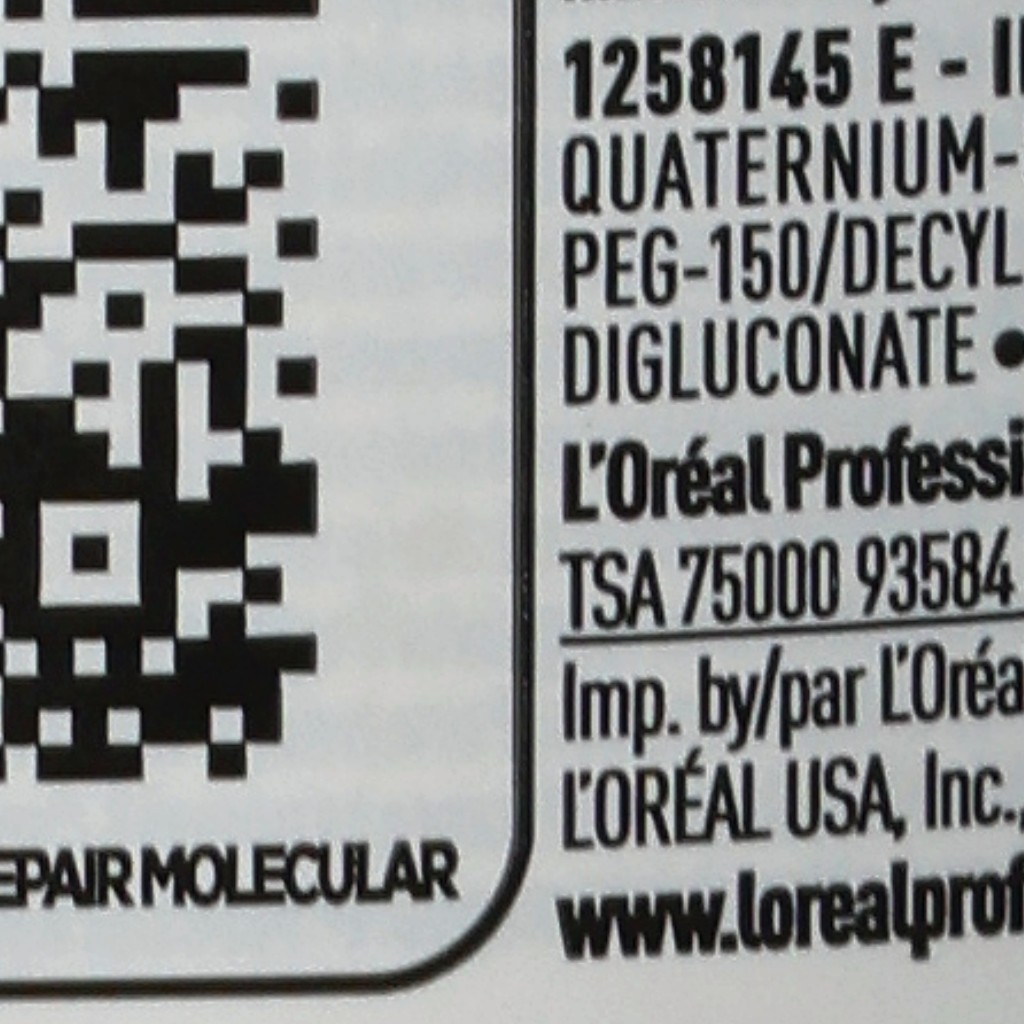 EPAIR MOLECULAR
1258145 E -
QUATERNIUM-
PEG-150/DECYL
DIGLUCONATE •
L'Oréal Professi
TSA 75000 93584
Imp. by/par L'Oréa
L'ORÉAL USA, Inc.,
www.lorealprof